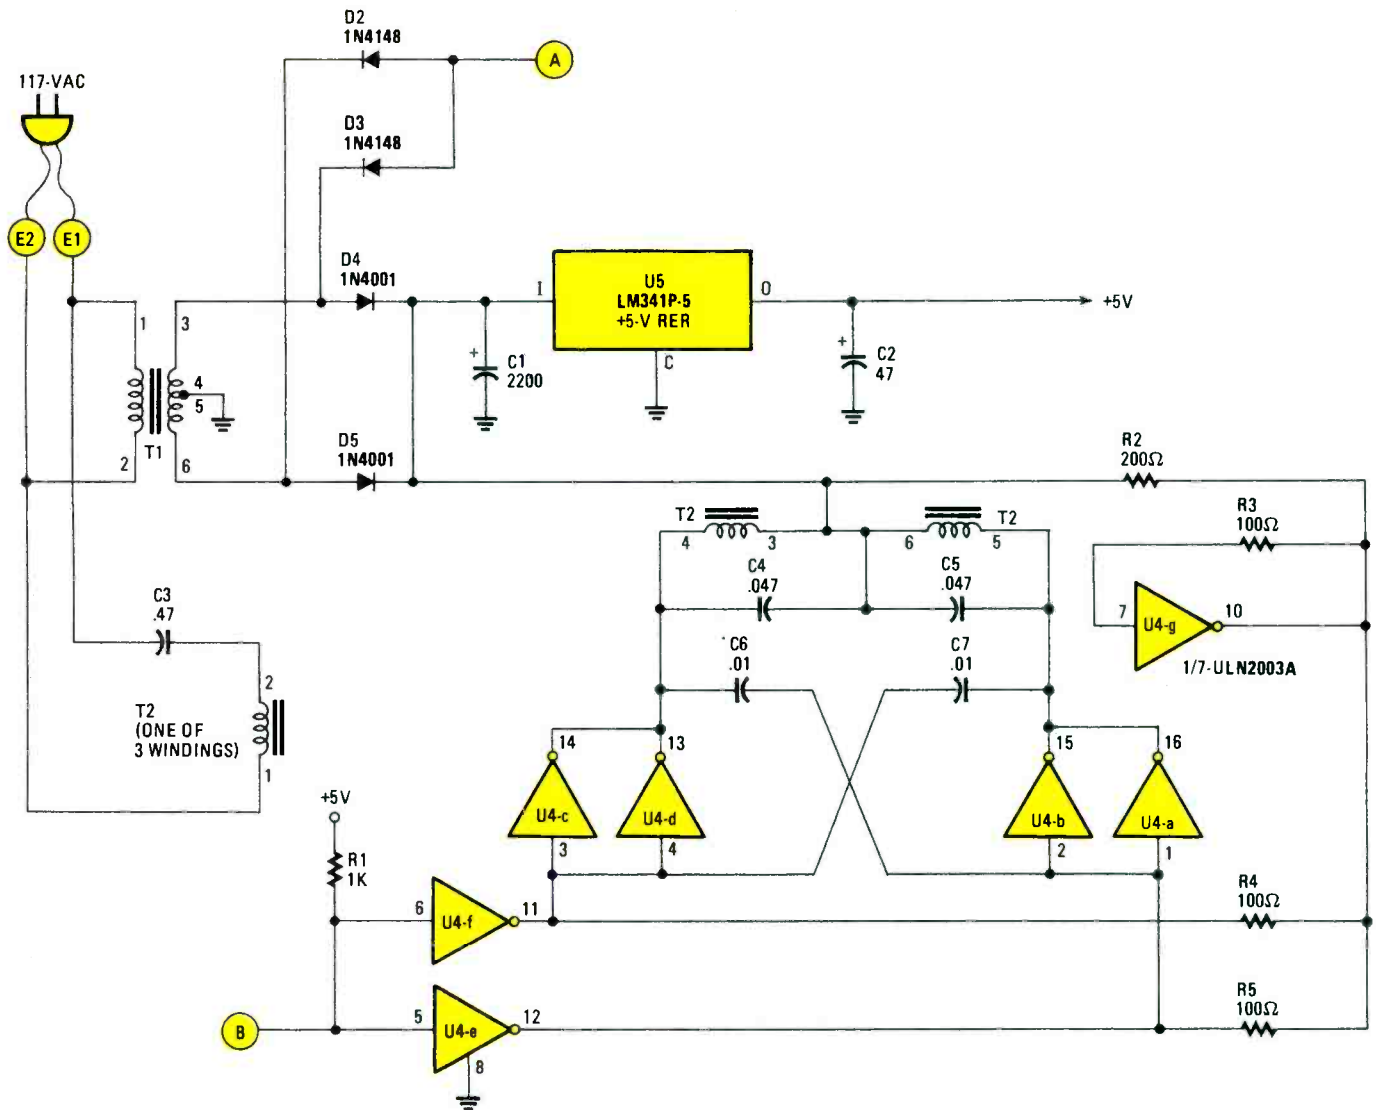 D2
1N4148
A
117-VAC
D3
1N4148
E2
E1
D4
1N4001
I
U5
LM341P-5
+5-V RER
O
+5V
1
3
C
+
C1
2200
+
C2
47
4
5
T1
2
6
D5
1N4001
R2
200Ω
T2
4
3
6
5
T2
R3
100Ω
C4
.047
C5
.047
C3
.47
7
U4-g
10
C6
.01
C7
.01
1/7-ULN2003A
2
T2
(ONE OF
3 WINDINGS)
1
14
13
15
16
+5V
U4-c
U4-d
U4-b
U4-a
R1
1K
3
4
2
1
R4
100Ω
6
U4-f
11
R5
100Ω
B
5
U4-e
12
8